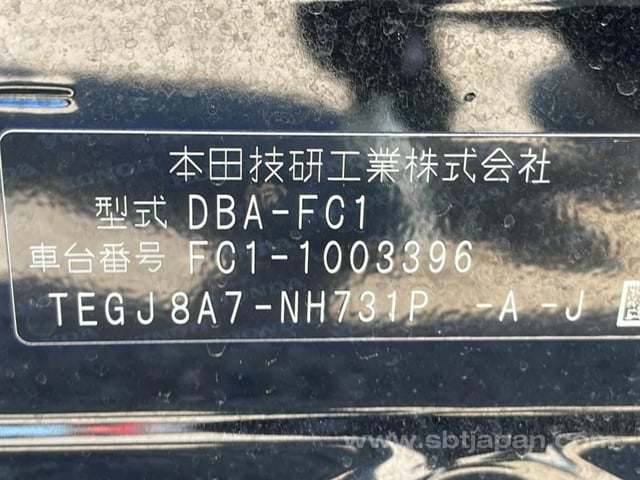 本田技研工業株式会社
型式 DBA-FC1
車台番号 FC1-1003396
TEGJ8A7-NH731P -A -J
www.sbtjapan.com